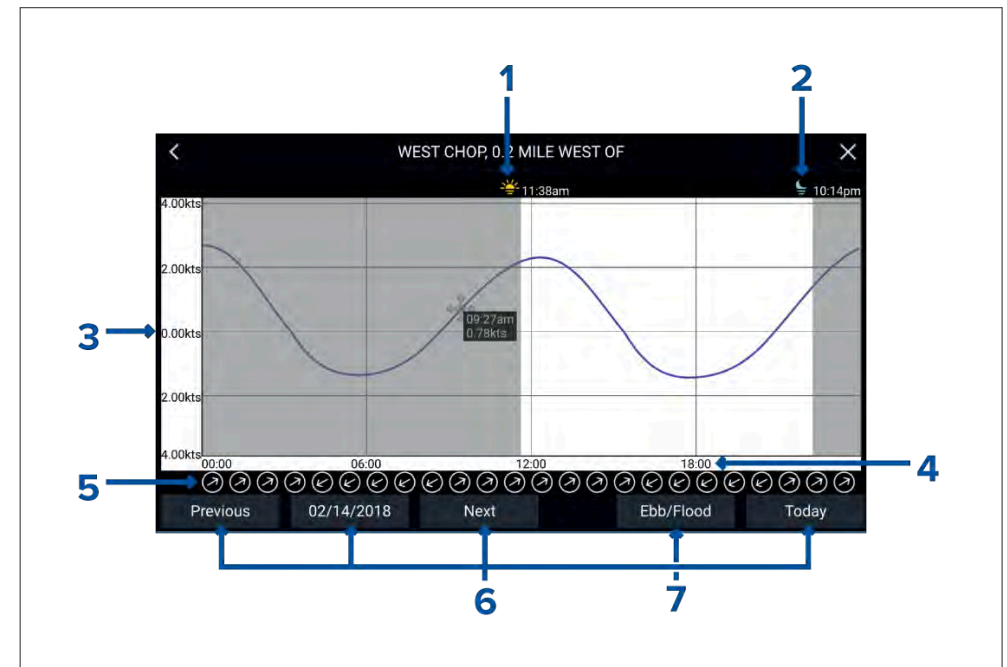 1 2
WEST CHOP, 0.2 MILE WEST OF
11:38am 10:14pm
4.00kts
2.00kts
09:27am
0.78kts
3 0.00kts
2.00kts
4.00kts
00:00 06:00 12:00 18:00 4
5
Previous 02/14/2018 Next Ebb/Flood Today
6 7